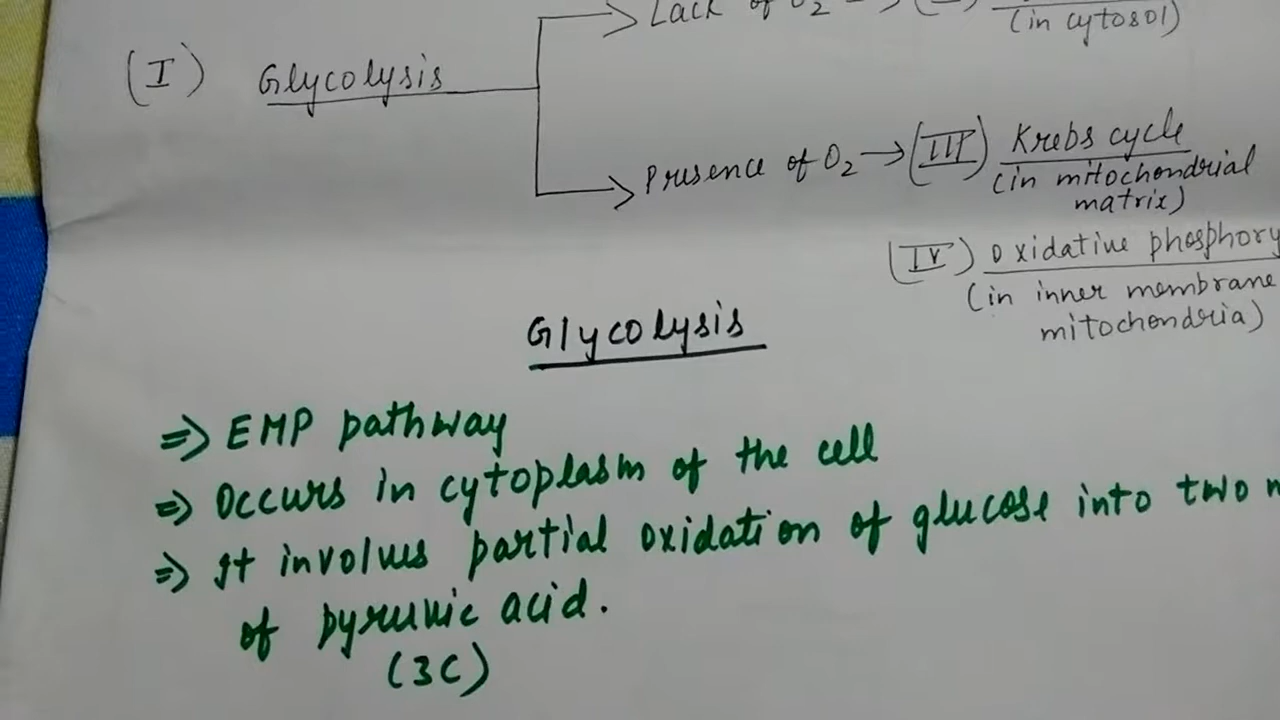 Lack of O2
(in cytosol)
(I) Glycolysis
Presence of O2 → (III) Krebs cycle
(in mitochondrial
matrix)
(IV) Oxidative phosphory
(in inner membrane
mitochondria)
Glycolysis
⇒ EMP pathway
⇒ Occurs in cytoplasm of the cell
⇒ It involves partial oxidation of glucose into two
of pyruvic acid.
(3C)